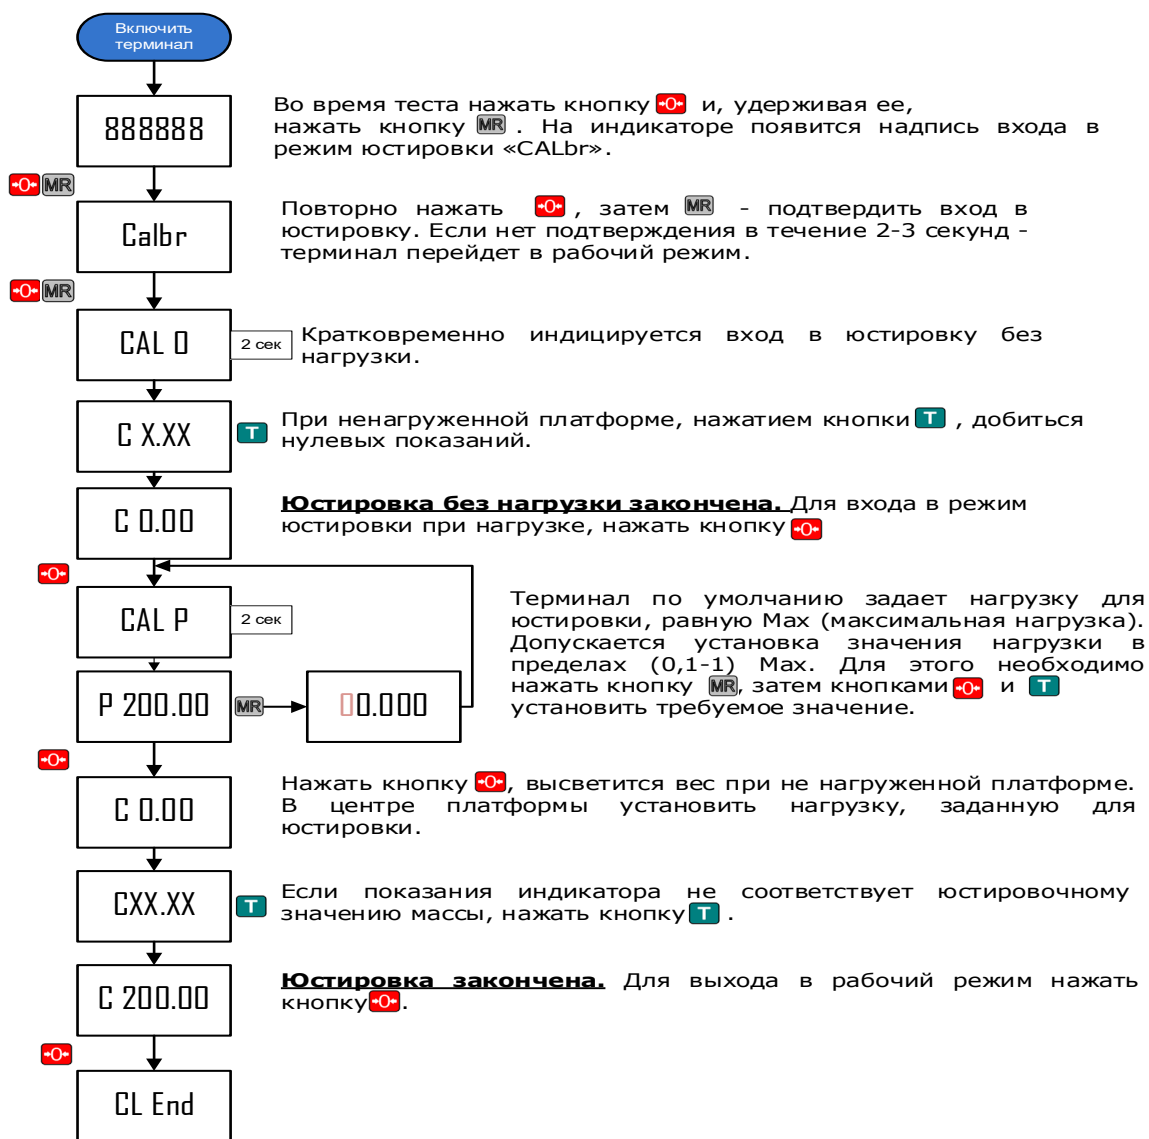 Включить
терминал
888888
Во время теста нажать кнопку →0← и, удерживая ее,
нажать кнопку MR . На индикаторе появится надпись входа в
режим юстировки «CALbr».
→0← MR
Calbr
Повторно нажать →0← , затем MR - подтвердить вход в
юстировку. Если нет подтверждения в течение 2-3 секунд -
терминал перейдет в рабочий режим.
→0← MR
CAL 0
2 сек
Кратковременно индицируется вход в юстировку без
нагрузки.
C X.XX
T
При ненагруженной платформе, нажатием кнопки T , добиться
нулевых показаний.
C 0.00
Юстировка без нагрузки закончена. Для входа в режим
юстировки при нагрузке, нажать кнопку →0←
→0←
CAL P
2 сек
Терминал по умолчанию задает нагрузку для
юстировки, равную Max (максимальная нагрузка).
Допускается установка значения нагрузки в
пределах (0,1-1) Max. Для этого необходимо
нажать кнопку MR, затем кнопками →0← и T
установить требуемое значение.
P 200.00
MR
00.000
→0←
C 0.00
Нажать кнопку →0←, высветится вес при не нагруженной платформе.
В центре платформы установить нагрузку, заданную для
юстировки.
CXX.XX
T
Если показания индикатора не соответствует юстировочному
значению массы, нажать кнопку T .
C 200.00
Юстировка закончена. Для выхода в рабочий режим нажать
кнопку →0←.
→0←
CL End